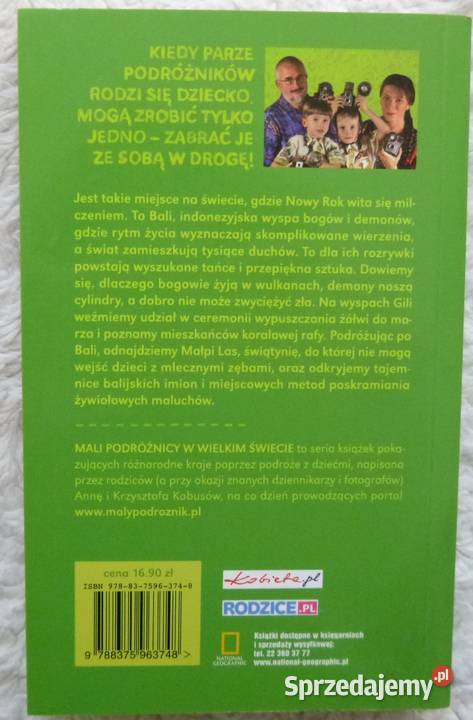 KIEDY PARZE
PODRÓŻNIKÓW
RODZI SIĘ DZIECKO,
MOGĄ ZROBIĆ TYLKO
JEDNO – ZABRAĆ JE
ZE SOBĄ W DROGĘ!
Jest takie miejsce na świecie, gdzie Nowy Rok wita się mil-
czeniem. To Bali, indonezyjska wyspa bogów i demonów,
gdzie rytm życia wyznaczają skomplikowane wierzenia,
a świat zamieszkują tysiące duchów. To dla ich rozrywki
powstają wyszukane tańce i przepiękna sztuka. Dowiemy
się, dlaczego bogowie żyją w wulkanach, demony noszą
cylindry, a dobro nie może zwyciężyć zła. Na wyspach Gili
weźmiemy udział w ceremonii wypuszczania żółwi do mo-
rza i poznamy mieszkańców koralowej rafy. Podróżując po
Bali, odnajdziemy Małpi Las, świątynię, do której nie mogą
wejść dzieci z mlecznymi zębami, oraz odkryjemy tajem-
nice balijskich imion i miejscowych metod poskramiania
żywiołowych maluchów.
MALI PODRÓŻNICY W WIELKIM ŚWIECIE to seria książek poka-
zujących różnorodne kraje poprzez podróże z dziećmi, napisana
przez rodziców (a przy okazji znanych dziennikarzy i fotografów)
Annę i Krzysztofa Kobusów, na co dzień prowadzących portal
www.malypodroznik.pl
cena 16.90 zł
ISBN 978-83-7596-374-8
9 788375 963748 >
Kobieta.pl
RODZICE.PL
NATIONAL
GEOGRAPHIC
Książki dostępne w księgarniach
i sprzedaży wysyłkowej:
tel. 22 360 37 77
www.national-geographic.pl
Sprzedajemy.pl